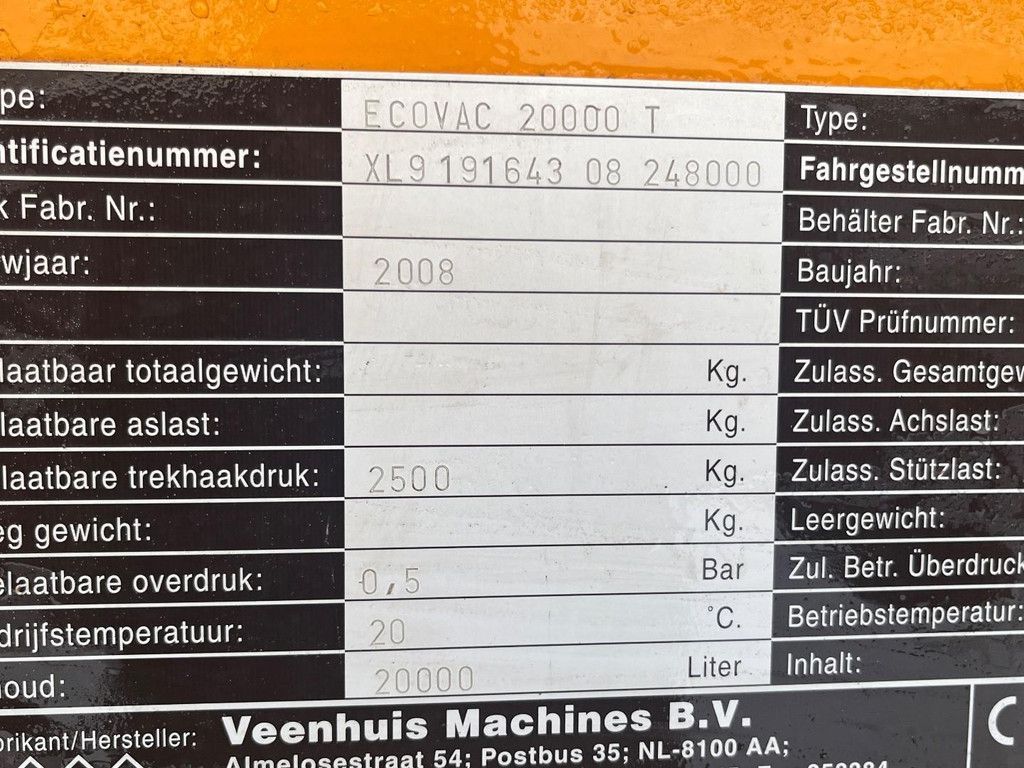 pe: ECOVAC 20000 T Type:
ntificatienummer: XL9 191643 08 248000 Fahrgestellnumm
k Fabr. Nr.: Behälter Fabr. Nr.:
wjaar: 2008 Baujahr:
TÜV Prüfnummer:
laatbaar totaalgewicht: Kg. Zulass. Gesamtgew
laatbare aslast: Kg. Zulass. Achslast:
laatbare trekhaakdruk: 2500 Kg. Zulass. Stützlast:
eg gewicht: Kg. Leergewicht:
elaatbare overdruk: 0,5 Bar Zul. Betr. Überdruck
drijfstemperatuur: 20 °C. Betriebstemperatur:
houd: 20000 Liter Inhalt:
brikant/Hersteller: Veenhuis Machines B.V.
Almelosestraat 54; Postbus 35; NL-8100 AA;